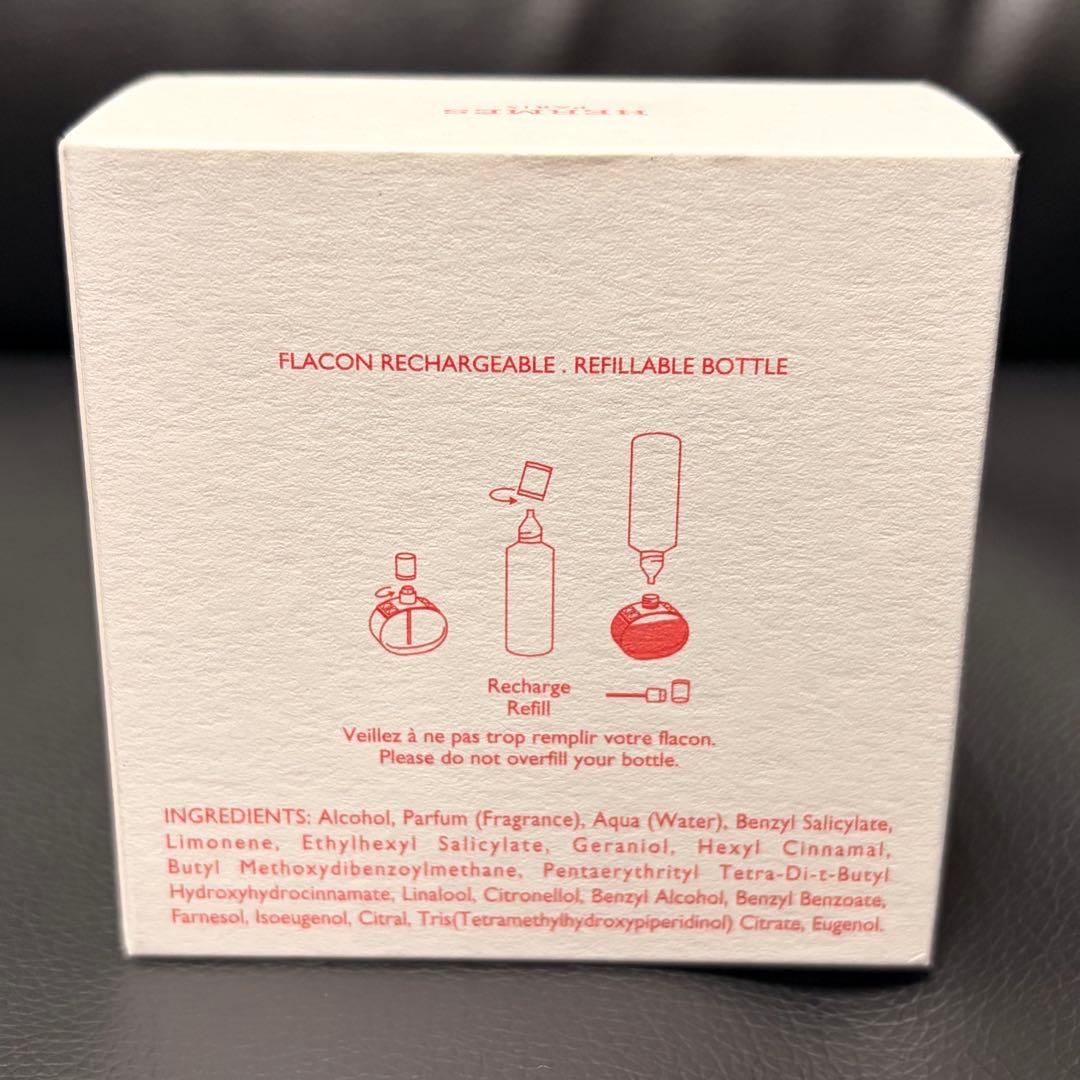 HERMES
PARIS
FLACON RECHARGEABLE . REFILLABLE BOTTLE
Recharge
Refill
Veillez à ne pas trop remplir votre flacon.
Please do not overfill your bottle.
INGREDIENTS: Alcohol, Parfum (Fragrance), Aqua (Water), Benzyl Salicylate,
Limonene, Ethylhexyl Salicylate, Geraniol, Hexyl Cinnamal,
Butyl Methoxydibenzoylmethane, Pentaerythrityl Tetra-Di-t-Butyl
Hydroxyhydrocinnamate, Linalool, Citronellol, Benzyl Alcohol, Benzyl Benzoate,
Farnesol, Isoeugenol, Citral, Tris(Tetramethylhydroxypiperidinol) Citrate, Eugenol.